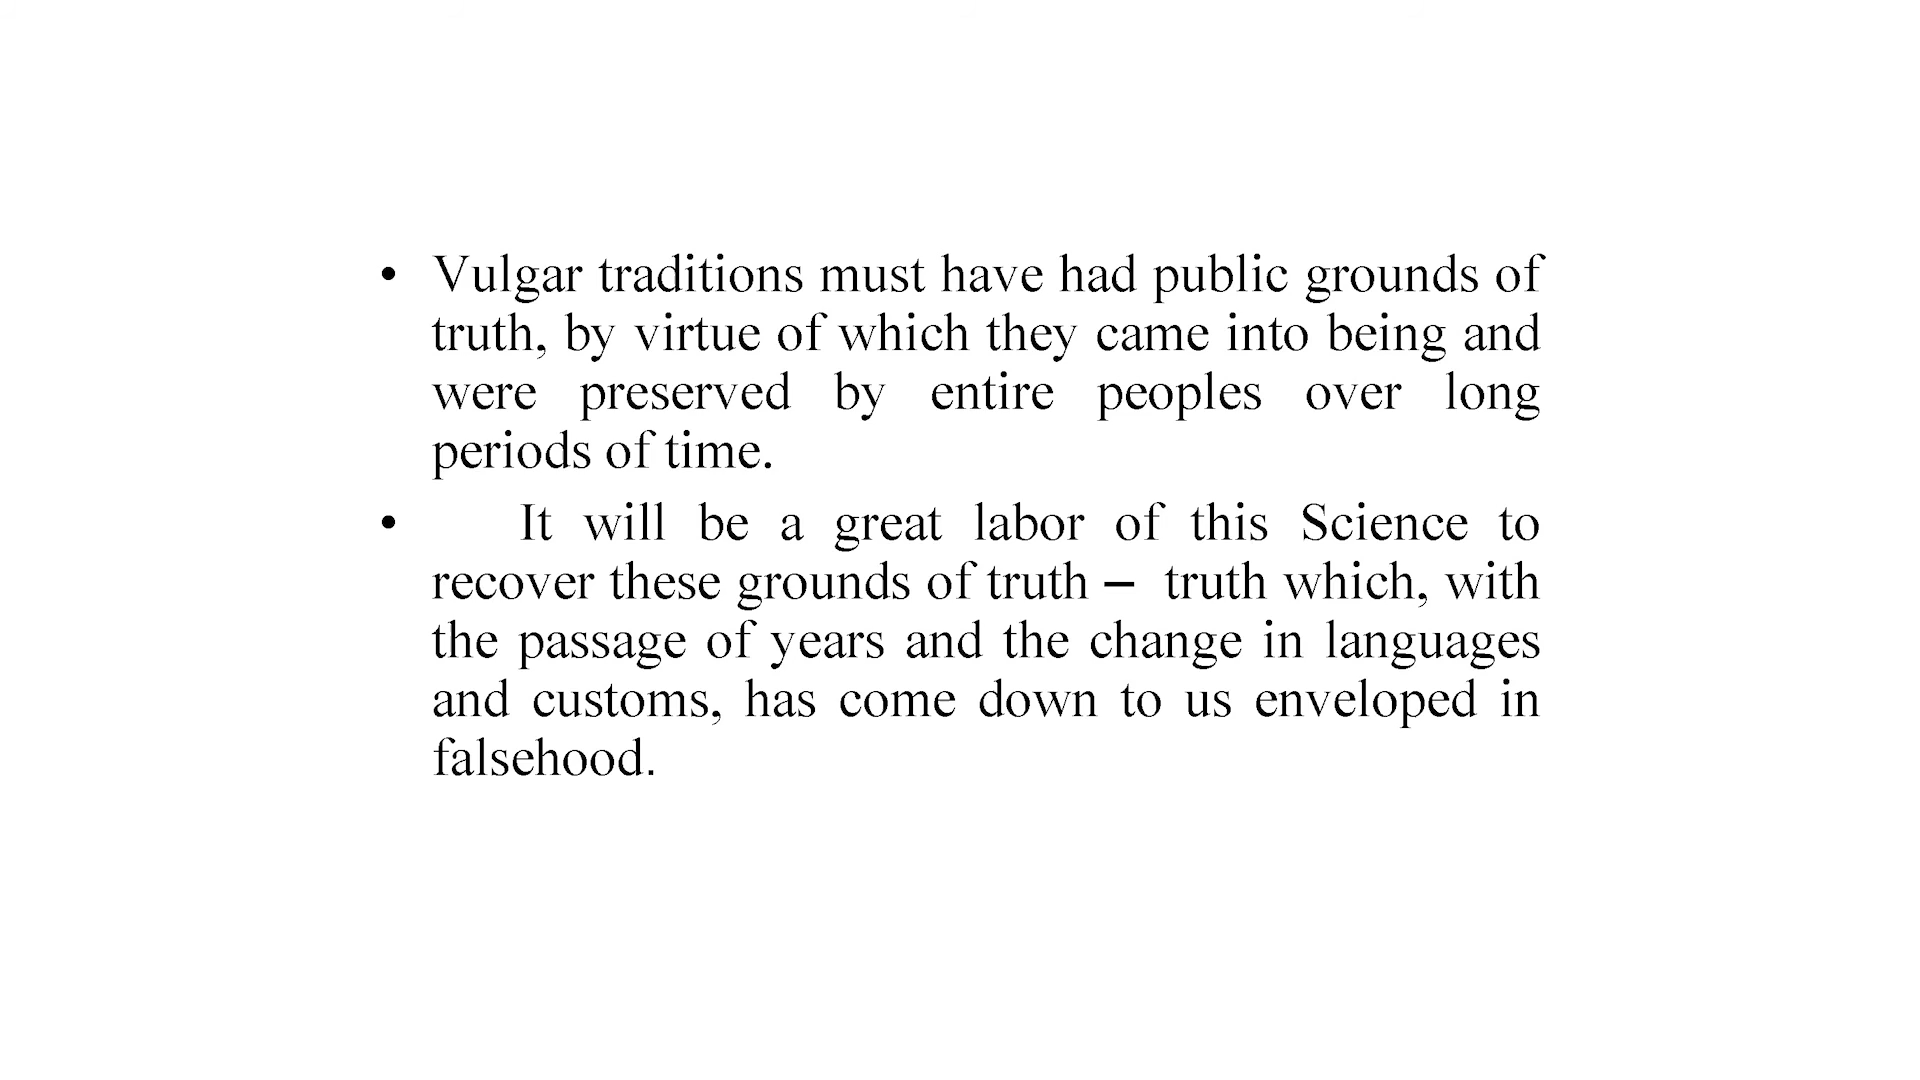 • Vulgar traditions must have had public grounds of
truth, by virtue of which they came into being and
were preserved by entire peoples over long
periods of time.
• It will be a great labor of this Science to
recover these grounds of truth – truth which, with
the passage of years and the change in languages
and customs, has come down to us enveloped in
falsehood.